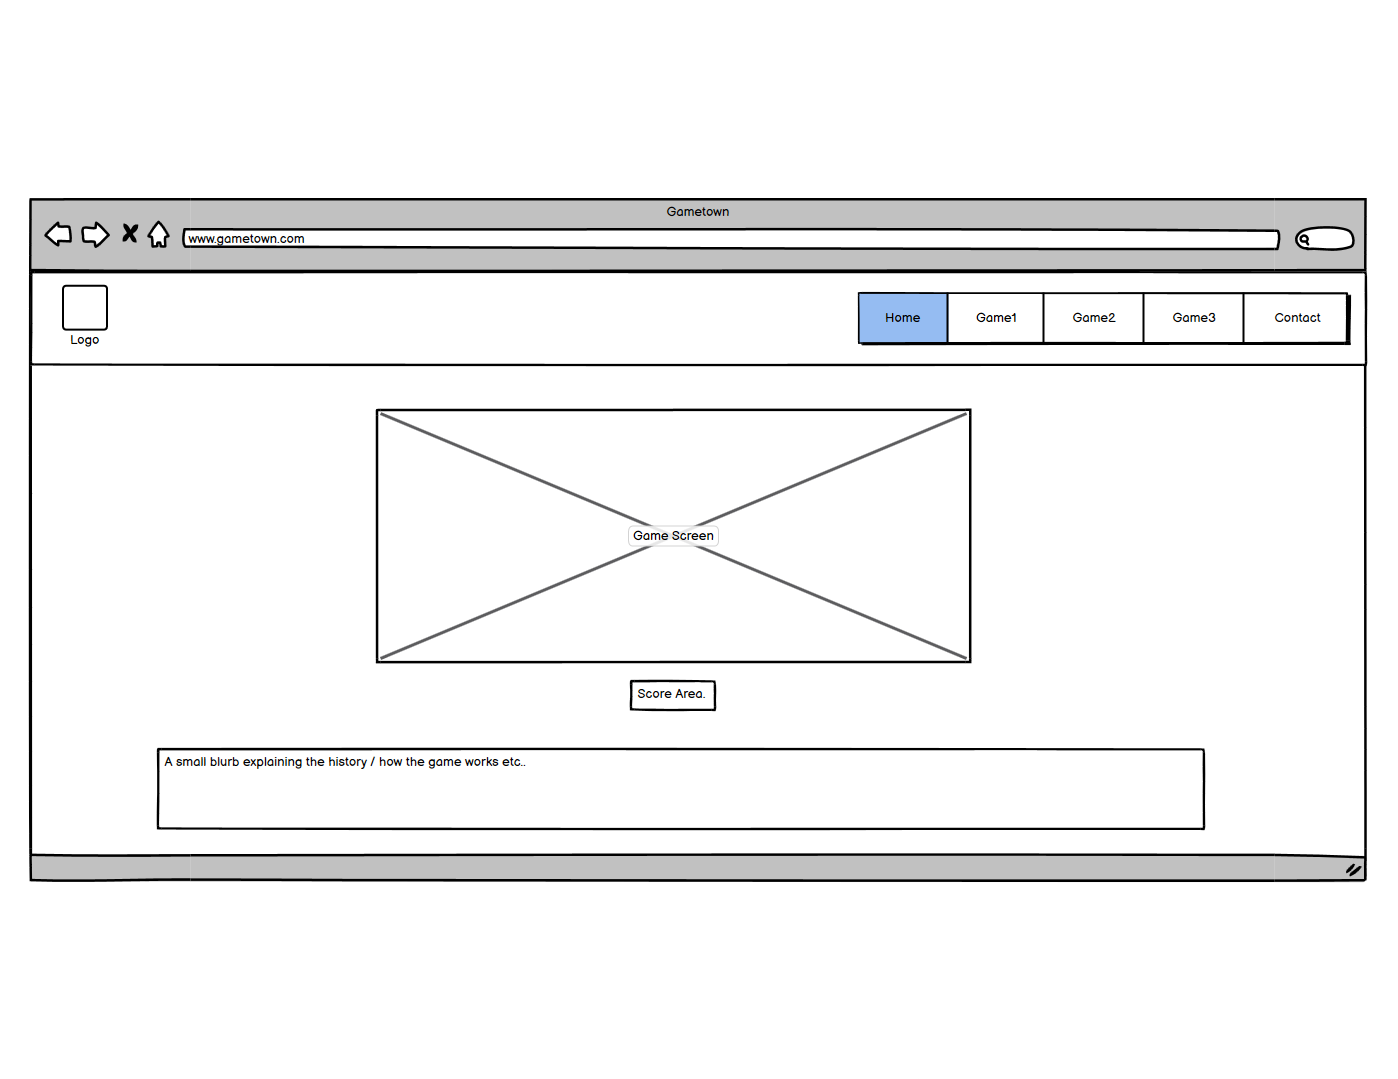 Gametown
www.gametown.com
Logo
Home
Game1
Game2
Game3
Contact
Game Screen
Score Area.
A small blurb explaining the history / how the game works etc..